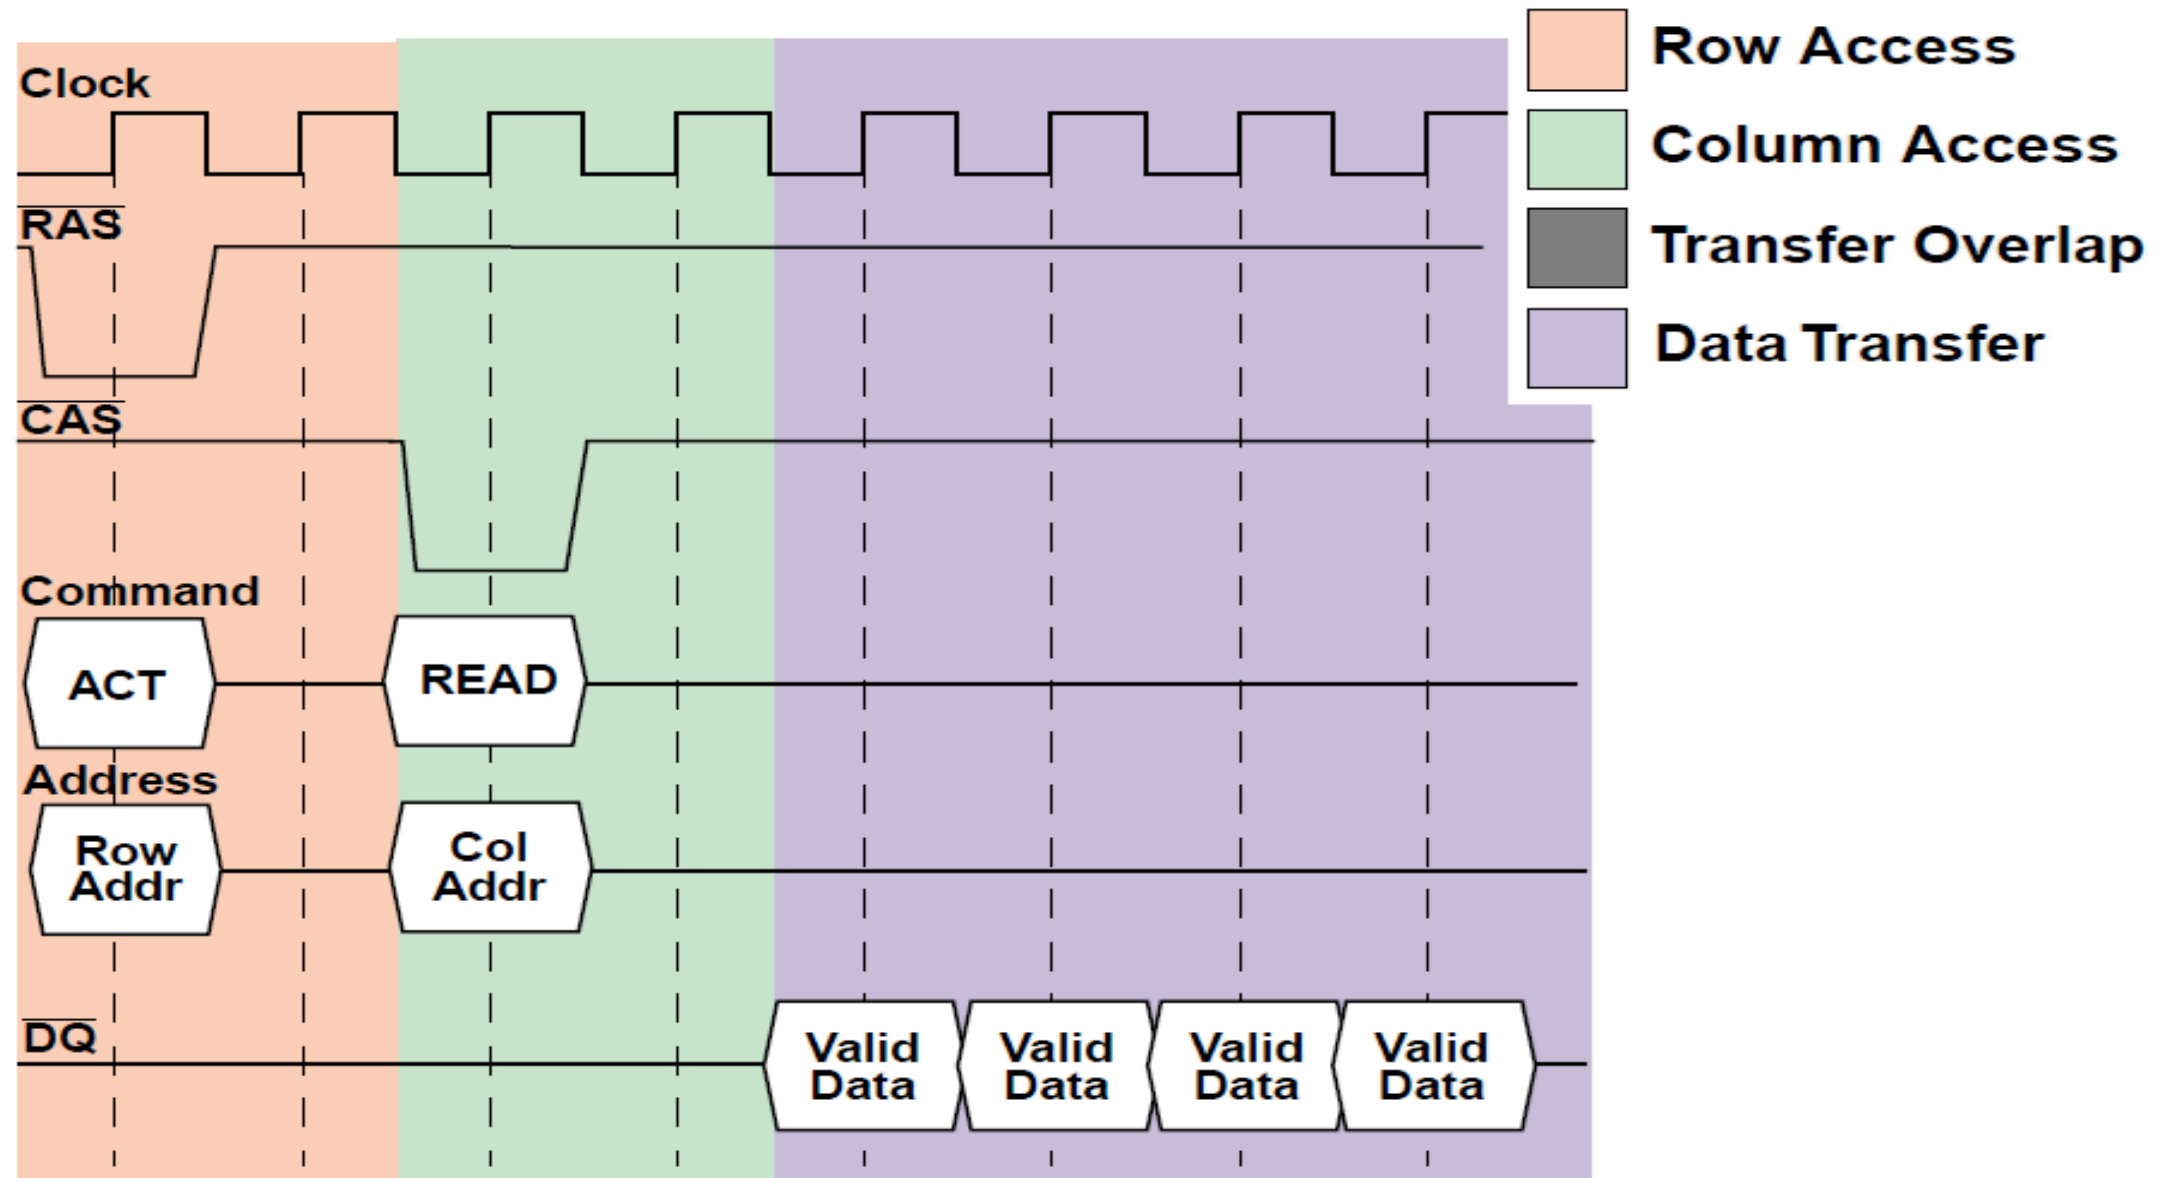 Clock
RAS
CAS
Command
ACT
READ
Address
Row
Addr
Col
Addr
DQ
Valid
Data
Valid
Data
Valid
Data
Valid
Data
Row Access
Column Access
Transfer Overlap
Data Transfer